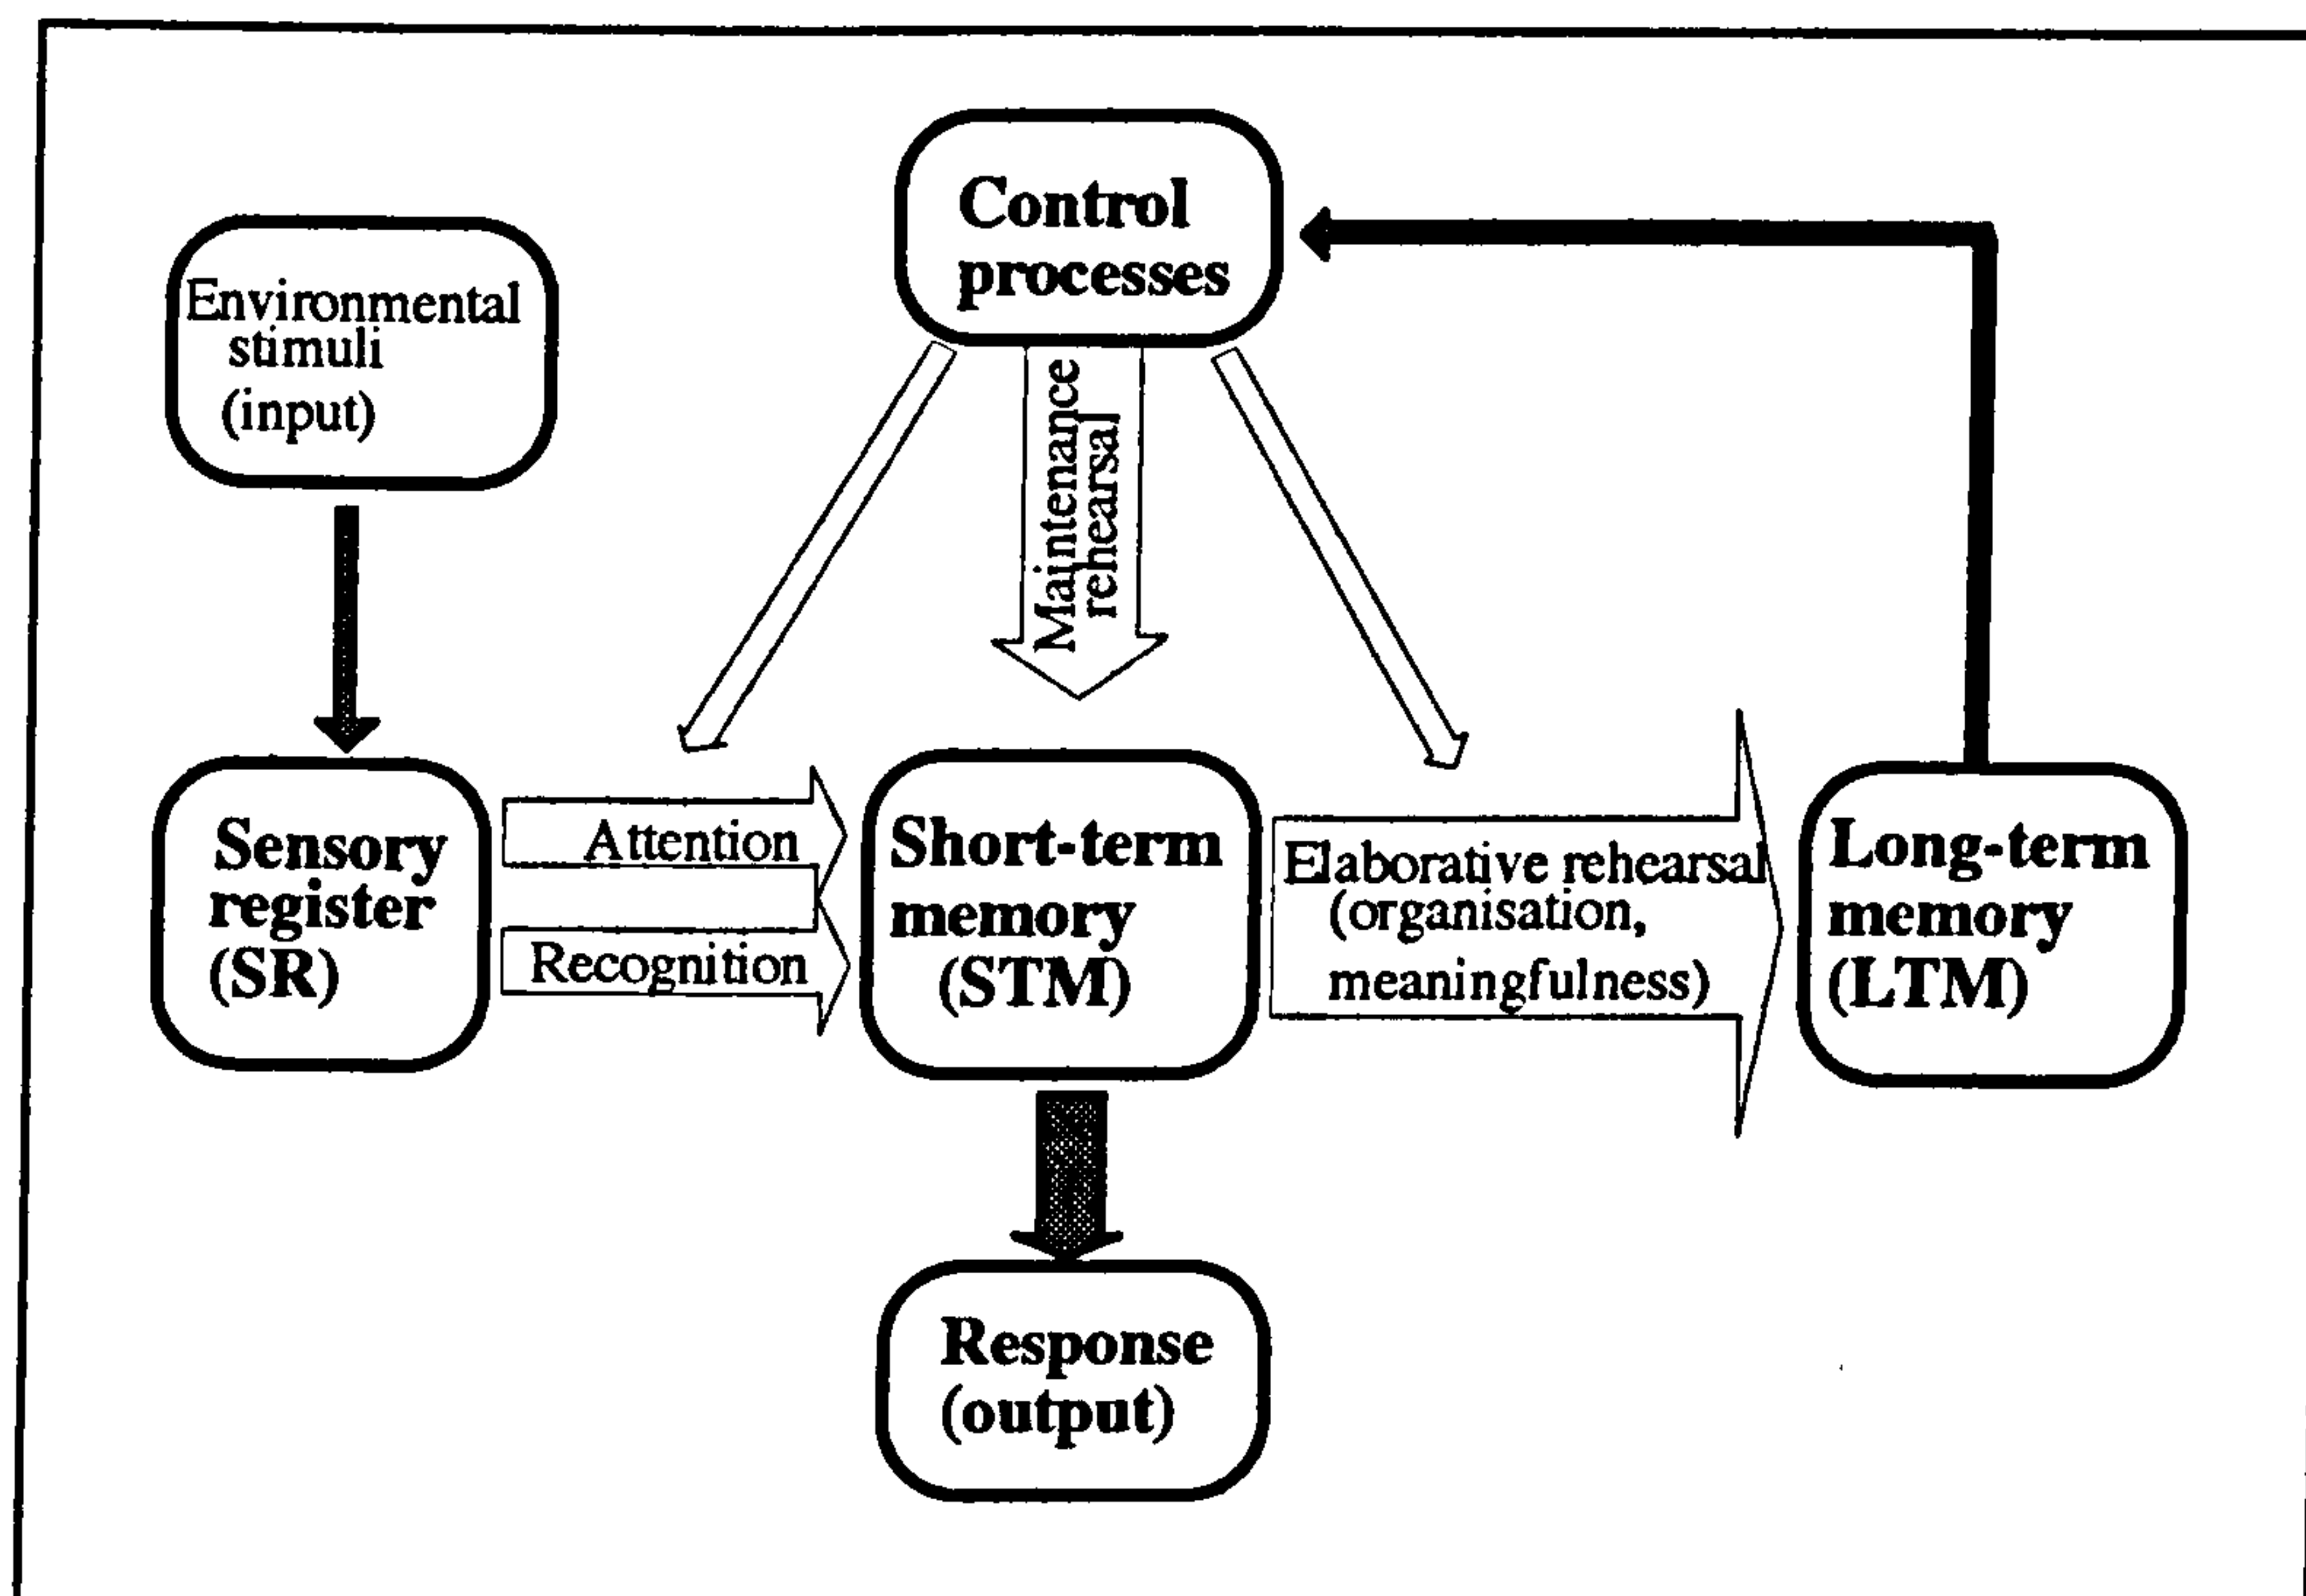 Control
processes
Environmental
stimuli
(input)
Maintenance
rehearsal
Sensory
register
(SR)
Attention
Recognition
Short-term
memory
(STM)
Elaborative rehearsal
(organisation,
meaningfulness)
Long-term
memory
(LTM)
Response
(output)